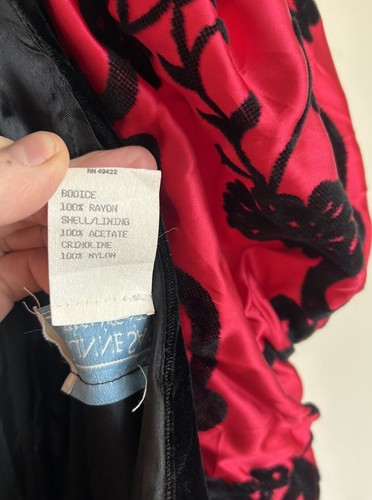 RN 49422
BODICE
100% RAYON
SHELL/LINING
100% ACETATE
CRINOLINE
100% NYLON